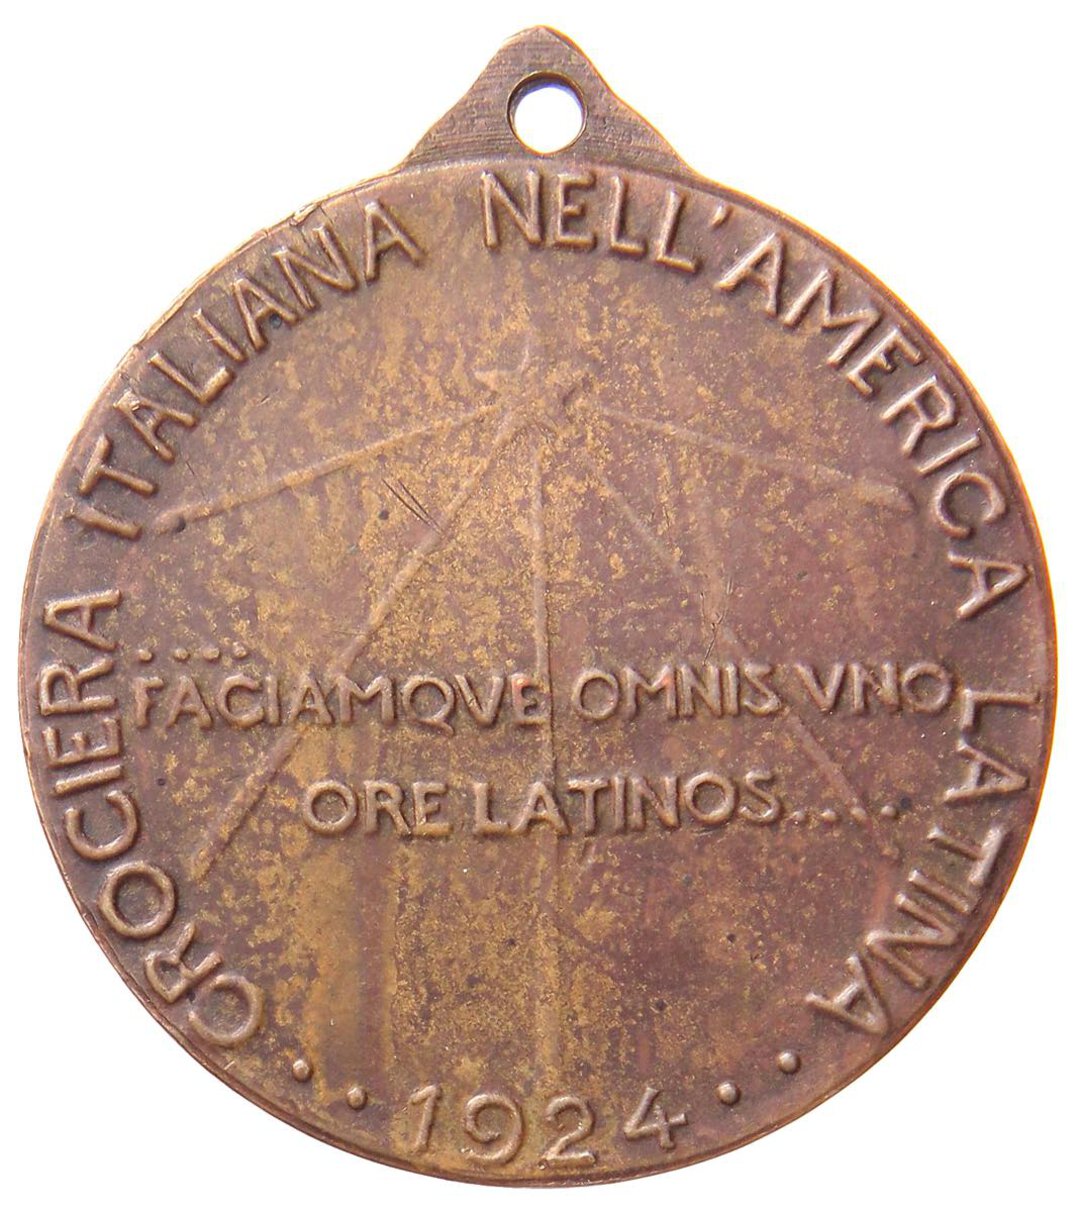 CROCIERA ITALIANA NELL'AMERICA LATINA
.... FACIAMQVE OMNIS VNO
ORE LATINOS....
.. 1924 ..